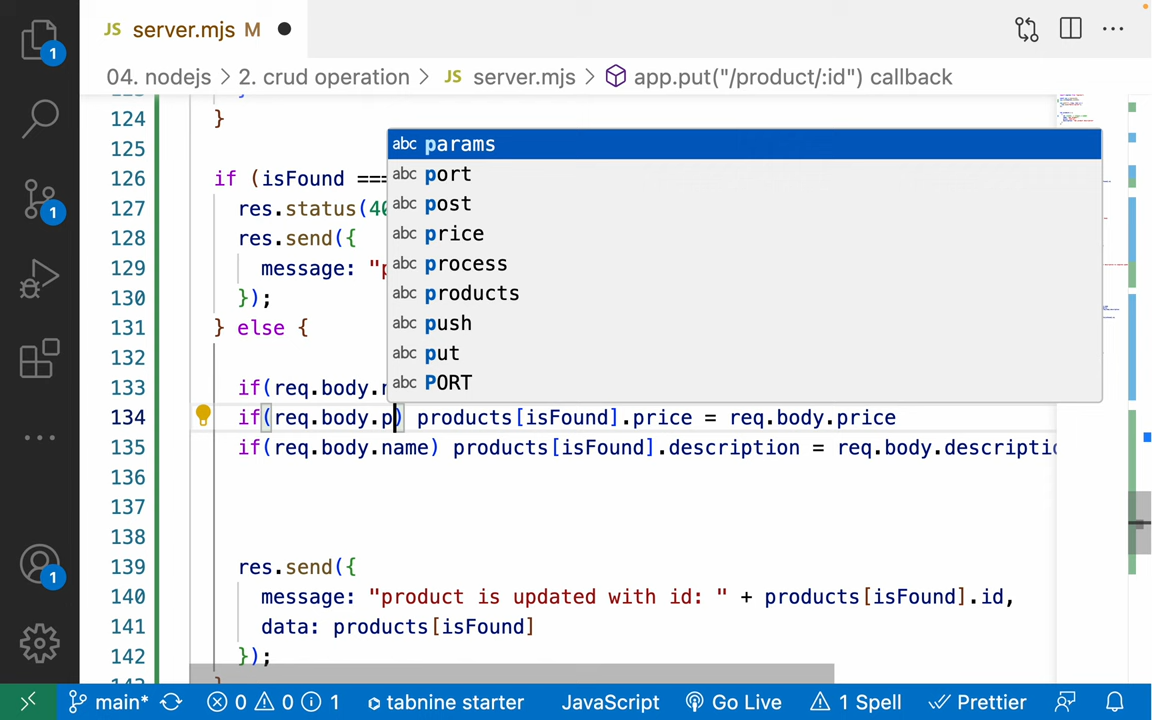 JS server.mjs M
04. nodejs > 2. crud operation > JS server.mjs > app.put("/product/:id") callback
124 }
125
126 if (isFound ===
127 res.status(40
128 res.send({
129 message: "p
130 });
131 } else {
132
133 if(req.body.n
134 if(req.body.p) products[isFound].price = req.body.price
135 if(req.body.name) products[isFound].description = req.body.descriptio
136
137
138
139 res.send({
140 message: "product is updated with id: " + products[isFound].id,
141 data: products[isFound]
142 });
abc params
abc port
abc post
abc price
abc process
abc products
abc push
abc put
abc PORT
1
1
1
main* 0 0 1 tabnine starter JavaScript Go Live 1 Spell Prettier